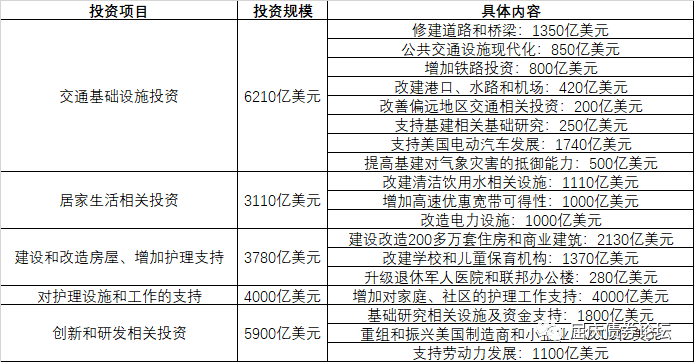 投资项目 投资规模 具体内容
交通基础设施投资 6210亿美元
修建道路和桥梁：1350亿美元
公共交通设施现代化：850亿美元
增加铁路投资：800亿美元
改建港口、水路和机场：420亿美元
改善偏远地区交通相关投资：200亿美元
支持基建相关基础研究：250亿美元
支持美国电动汽车发展：1740亿美元
提高基建对气象灾害的抵御能力：500亿美元
居家生活相关投资 3110亿美元
改建清洁饮用水相关设施：1110亿美元
增加高速优惠宽带可得性：1000亿美元
改造电力设施：1000亿美元
建设和改造房屋、增加护理支持 3780亿美元
建设改造200多万套住房和商业建筑：2130亿美元
改建学校和儿童保育机构：1370亿美元
升级退休军人医院和联邦办公楼：280亿美元
对护理设施和工作的支持 4000亿美元
增加对家庭、社区的护理工作支持：4000亿美元
创新和研发相关投资 5900亿美元
基础研究相关设施及资金支持：1800亿美元
重组和振兴美国制造商和小
支持劳动力发展：1100亿美元
屈庆债券论坛